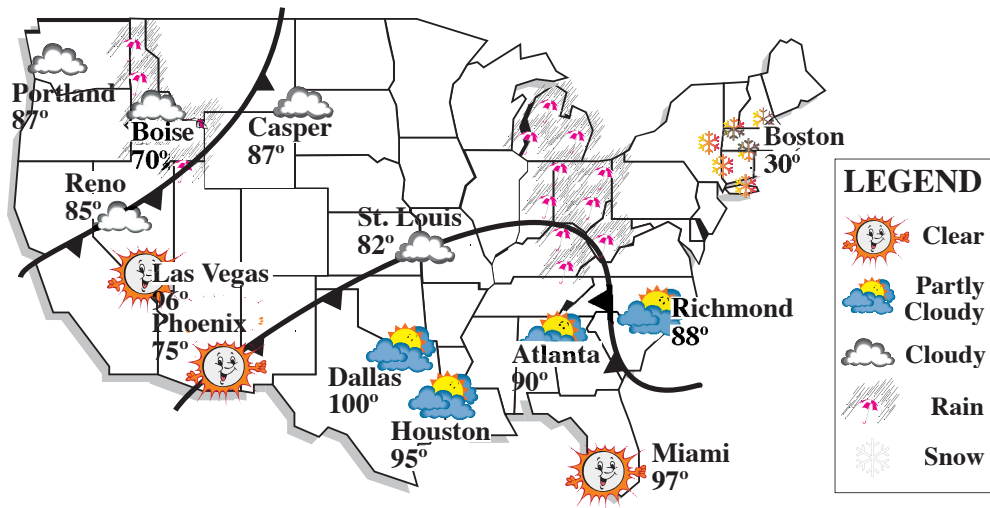 Portland
87º
Boise
70º
Casper
87º
Reno
85º
St. Louis
82º
Las Vegas
96º
Phoenix
75º
Dallas
100º
Houston
95º
Atlanta
90º
Richmond
88º
Miami
97º
Boston
30º
LEGEND
Clear
Partly
Cloudy
Cloudy
Rain
Snow